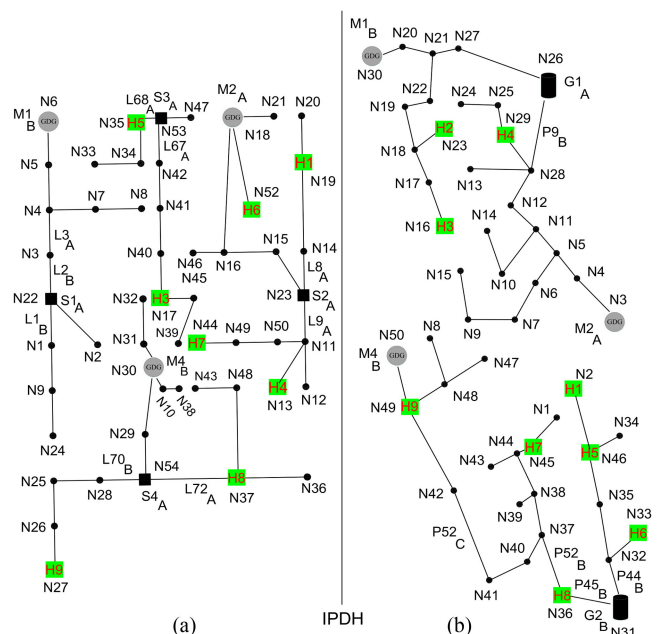 M1 B
N6
GDG
N5
N4
N7
N8
N3
L3 A
L2 B
N22
S1 A
L1 B
N1
N2
N9
N24
L68 A
S3 A
N47
N35
H5
N53
N33
N34
L67 A
N42
N41
N40
M2 A
GDG
N21
N18
N20
H1
N19
N52
H6
N46
N45
N16
N15
N14
L8 A
N23
S2 A
L9 A
N32
H3
N17
N39
N44
H7
N49
N50
N11
N31
N30
GDG
M4 B
N43
N48
H4
N13
N12
N10
N38
N29
L70 B
N54
N25
N28
S4 A
L72 A
H8
N37
N36
N26
H9
N27
(a)
IPDH
M1 B
N20
N21
N27
GDG
N30
N26
G1 A
N22
N24
N25
N19
N29
P9 B
H2
N23
H4
N18
N13
N28
N17
N12
N16
H3
N14
N11
N5
N15
N10
N4
N6
N3
GDG
M2 A
N9
N7
N50
N8
M4 B
GDG
N47
N2
H1
N49
H9
N48
N1
N34
N44
H7
H5
N43
N45
N46
N42
N38
N35
N33
N39
H6
P52 C
N37
N32
N40
P52 B
P44 B
N41
P45 B
H8
N36
G2 B
N31
(b)